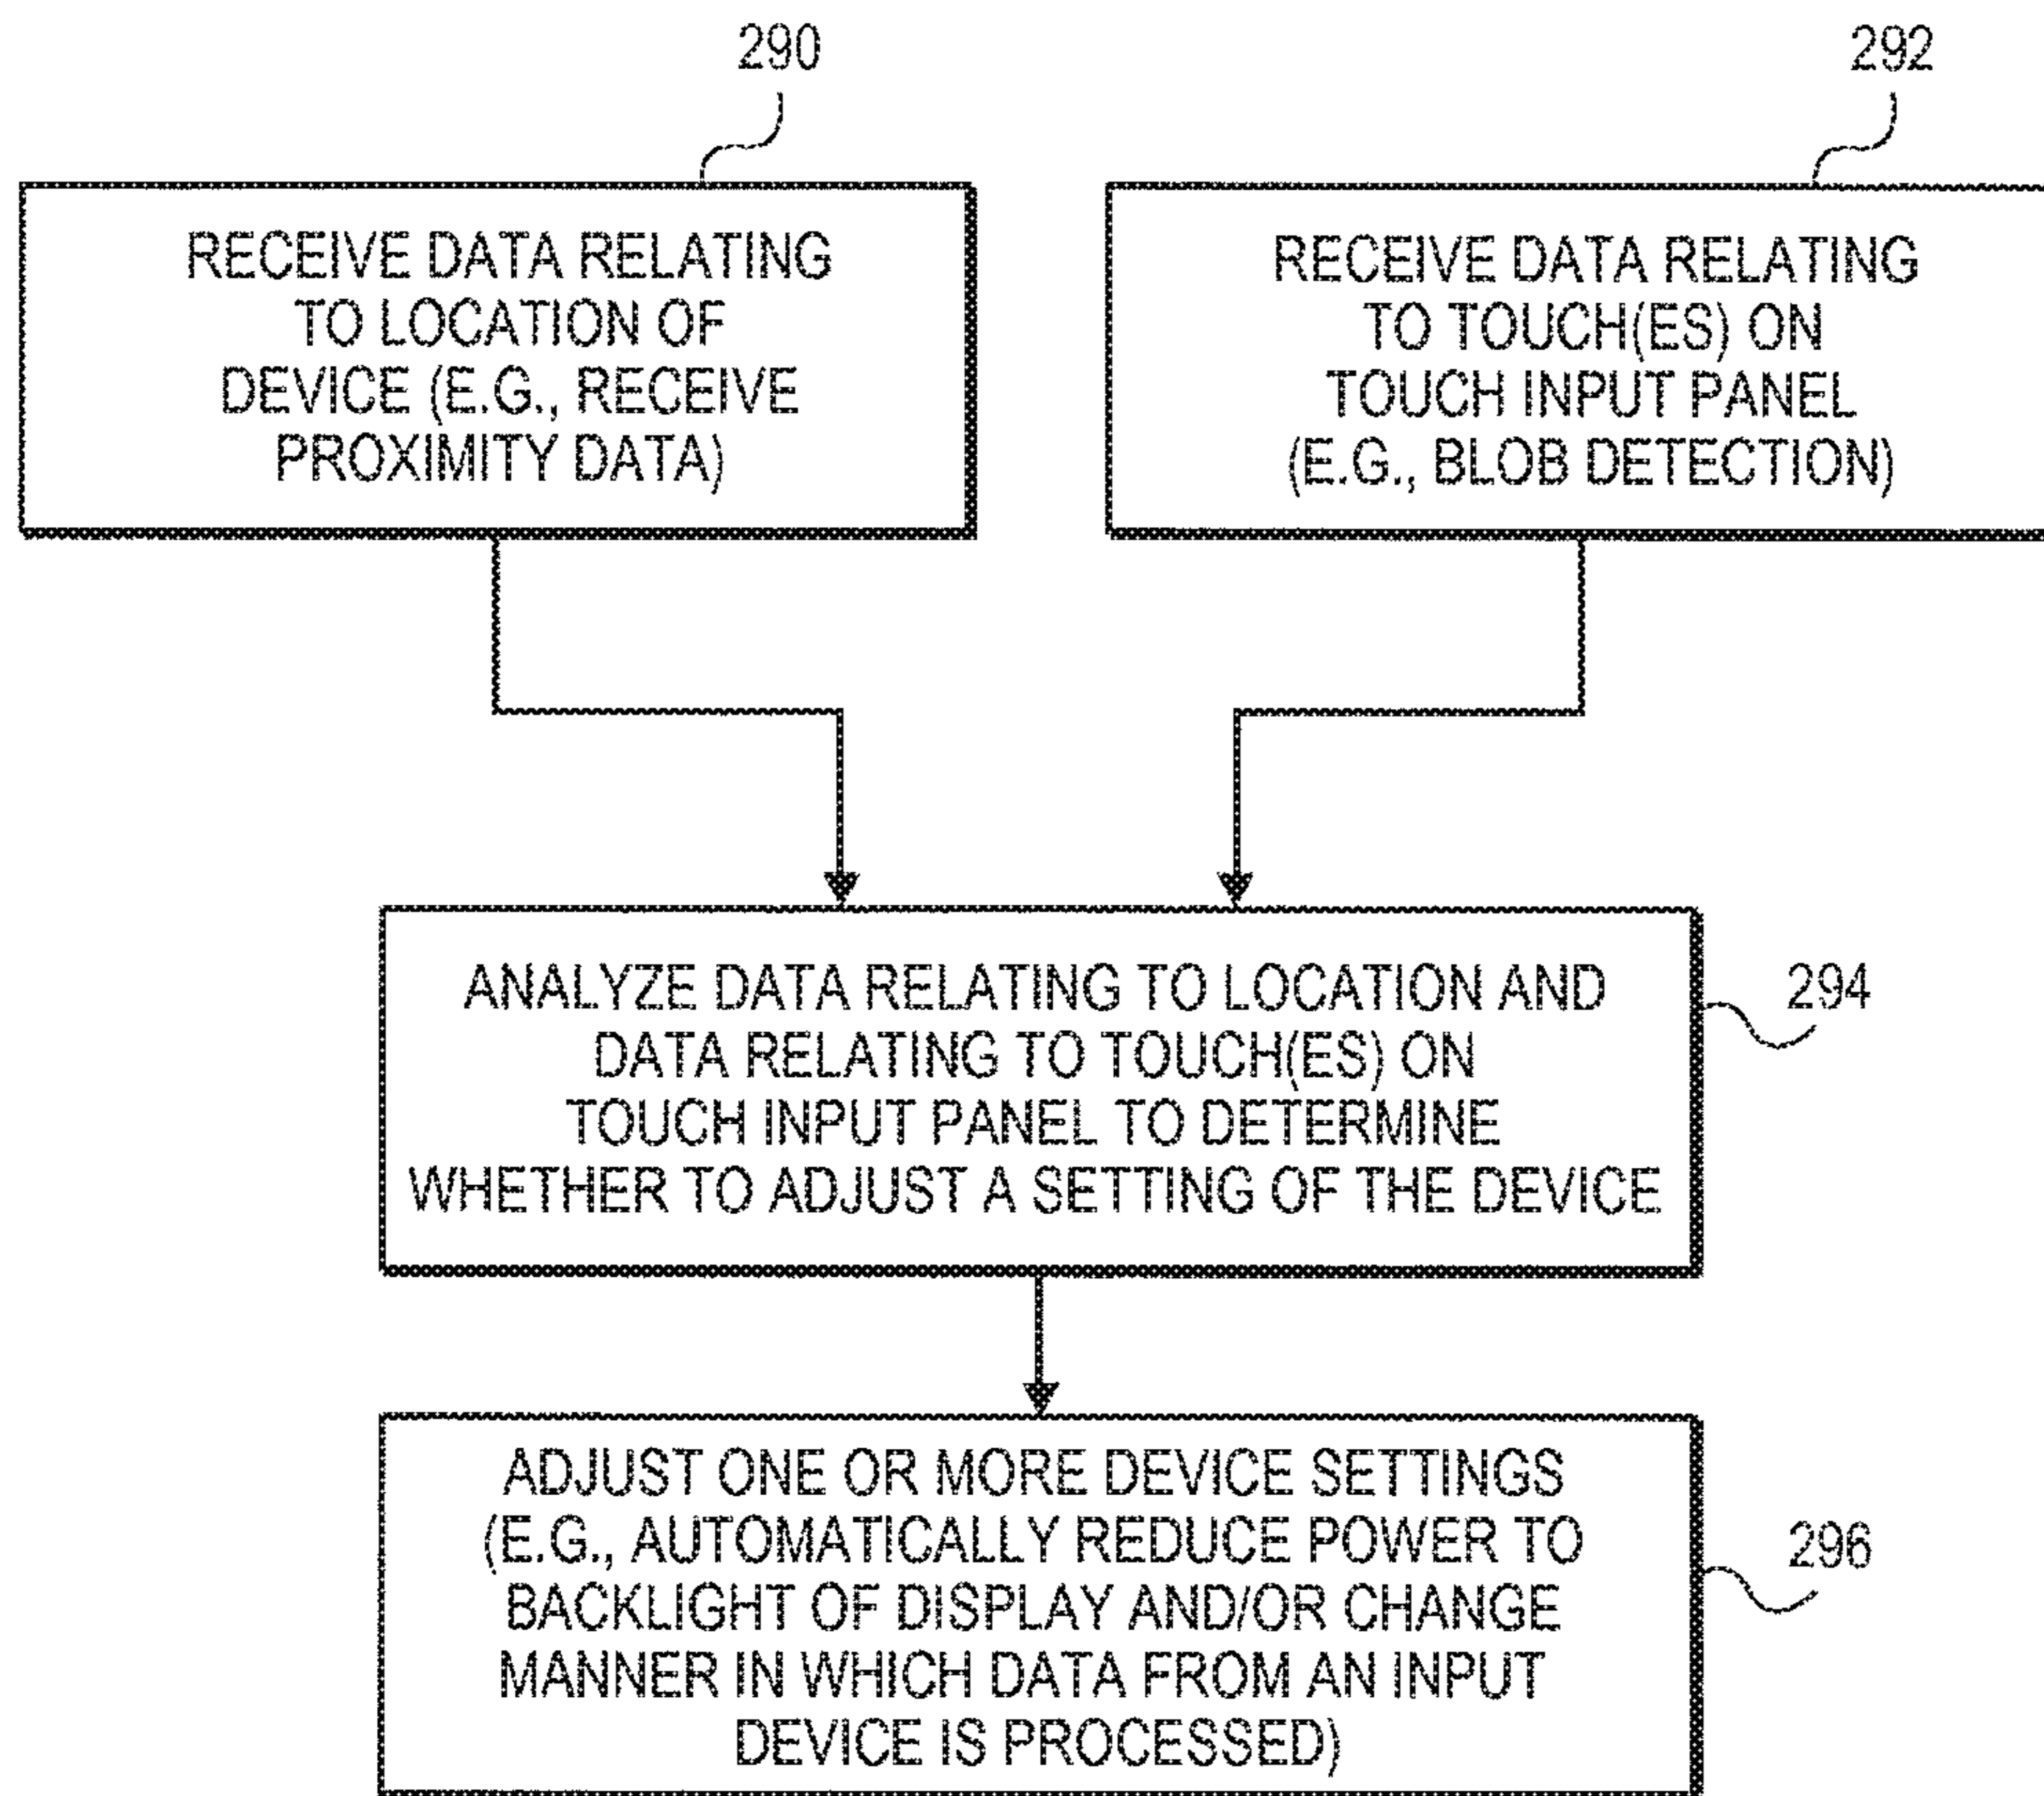 290
292
RECEIVE DATA RELATING
TO LOCATION OF
DEVICE (E.G., RECEIVE
PROXIMITY DATA)
RECEIVE DATA RELATING
TO TOUCH(ES) ON
TOUCH INPUT PANEL
(E.G., BLOB DETECTION)
ANALYZE DATA RELATING TO LOCATION AND
DATA RELATING TO TOUCH(ES) ON
TOUCH INPUT PANEL TO DETERMINE
WHETHER TO ADJUST A SETTING OF THE DEVICE
294
ADJUST ONE OR MORE DEVICE SETTINGS
(E.G., AUTOMATICALLY REDUCE POWER TO
BACKLIGHT OF DISPLAY AND/OR CHANGE
MANNER IN WHICH DATA FROM AN INPUT
DEVICE IS PROCESSED)
296